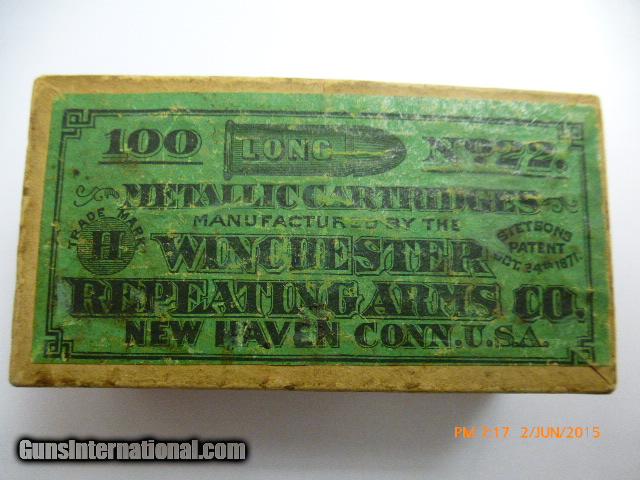 100 LONG No. 22.
METALLIC CARTRIDGES
MANUFACTURED BY THE
TRADE MARK
H
STETSONS
PATENT
OCT. 24TH 1871.
WINCHESTER
REPEATING ARMS CO.
NEW HAVEN CONN. U.S.A.
PM 7:17 2/JUN/2015
GunsInternational.com